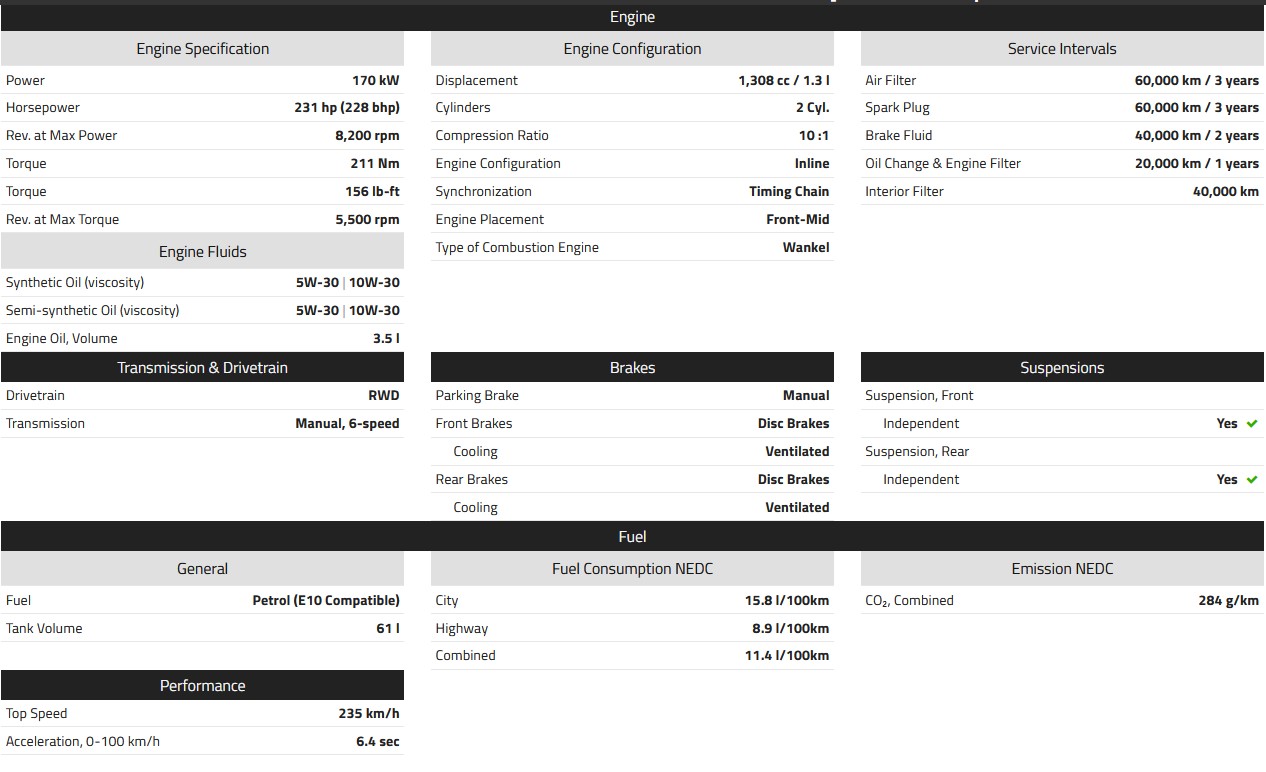 Engine
Engine Specification
Power 170 kW
Horsepower 231 hp (228 bhp)
Rev. at Max Power 8,200 rpm
Torque 211 Nm
Torque 156 lb-ft
Rev. at Max Torque 5,500 rpm
Engine Fluids
Synthetic Oil (viscosity) 5W-30 | 10W-30
Semi-synthetic Oil (viscosity) 5W-30 | 10W-30
Engine Oil, Volume 3.5 l
Engine Configuration
Displacement 1,308 cc / 1.3 l
Cylinders 2 Cyl.
Compression Ratio 10 :1
Engine Configuration Inline
Synchronization Timing Chain
Engine Placement Front-Mid
Type of Combustion Engine Wankel
Service Intervals
Air Filter 60,000 km / 3 years
Spark Plug 60,000 km / 3 years
Brake Fluid 40,000 km / 2 years
Oil Change & Engine Filter 20,000 km / 1 years
Interior Filter 40,000 km
Transmission & Drivetrain
Drivetrain RWD
Transmission Manual, 6-speed
Brakes
Parking Brake Manual
Front Brakes Disc Brakes
Cooling Ventilated
Rear Brakes Disc Brakes
Cooling Ventilated
Suspensions
Suspension, Front
Independent Yes
Suspension, Rear
Independent Yes
Fuel
General
Fuel Petrol (E10 Compatible)
Tank Volume 61 l
Fuel Consumption NEDC
City 15.8 l/100km
Highway 8.9 l/100km
Combined 11.4 l/100km
Emission NEDC
CO₂, Combined 284 g/km
Performance
Top Speed 235 km/h
Acceleration, 0-100 km/h 6.4 sec